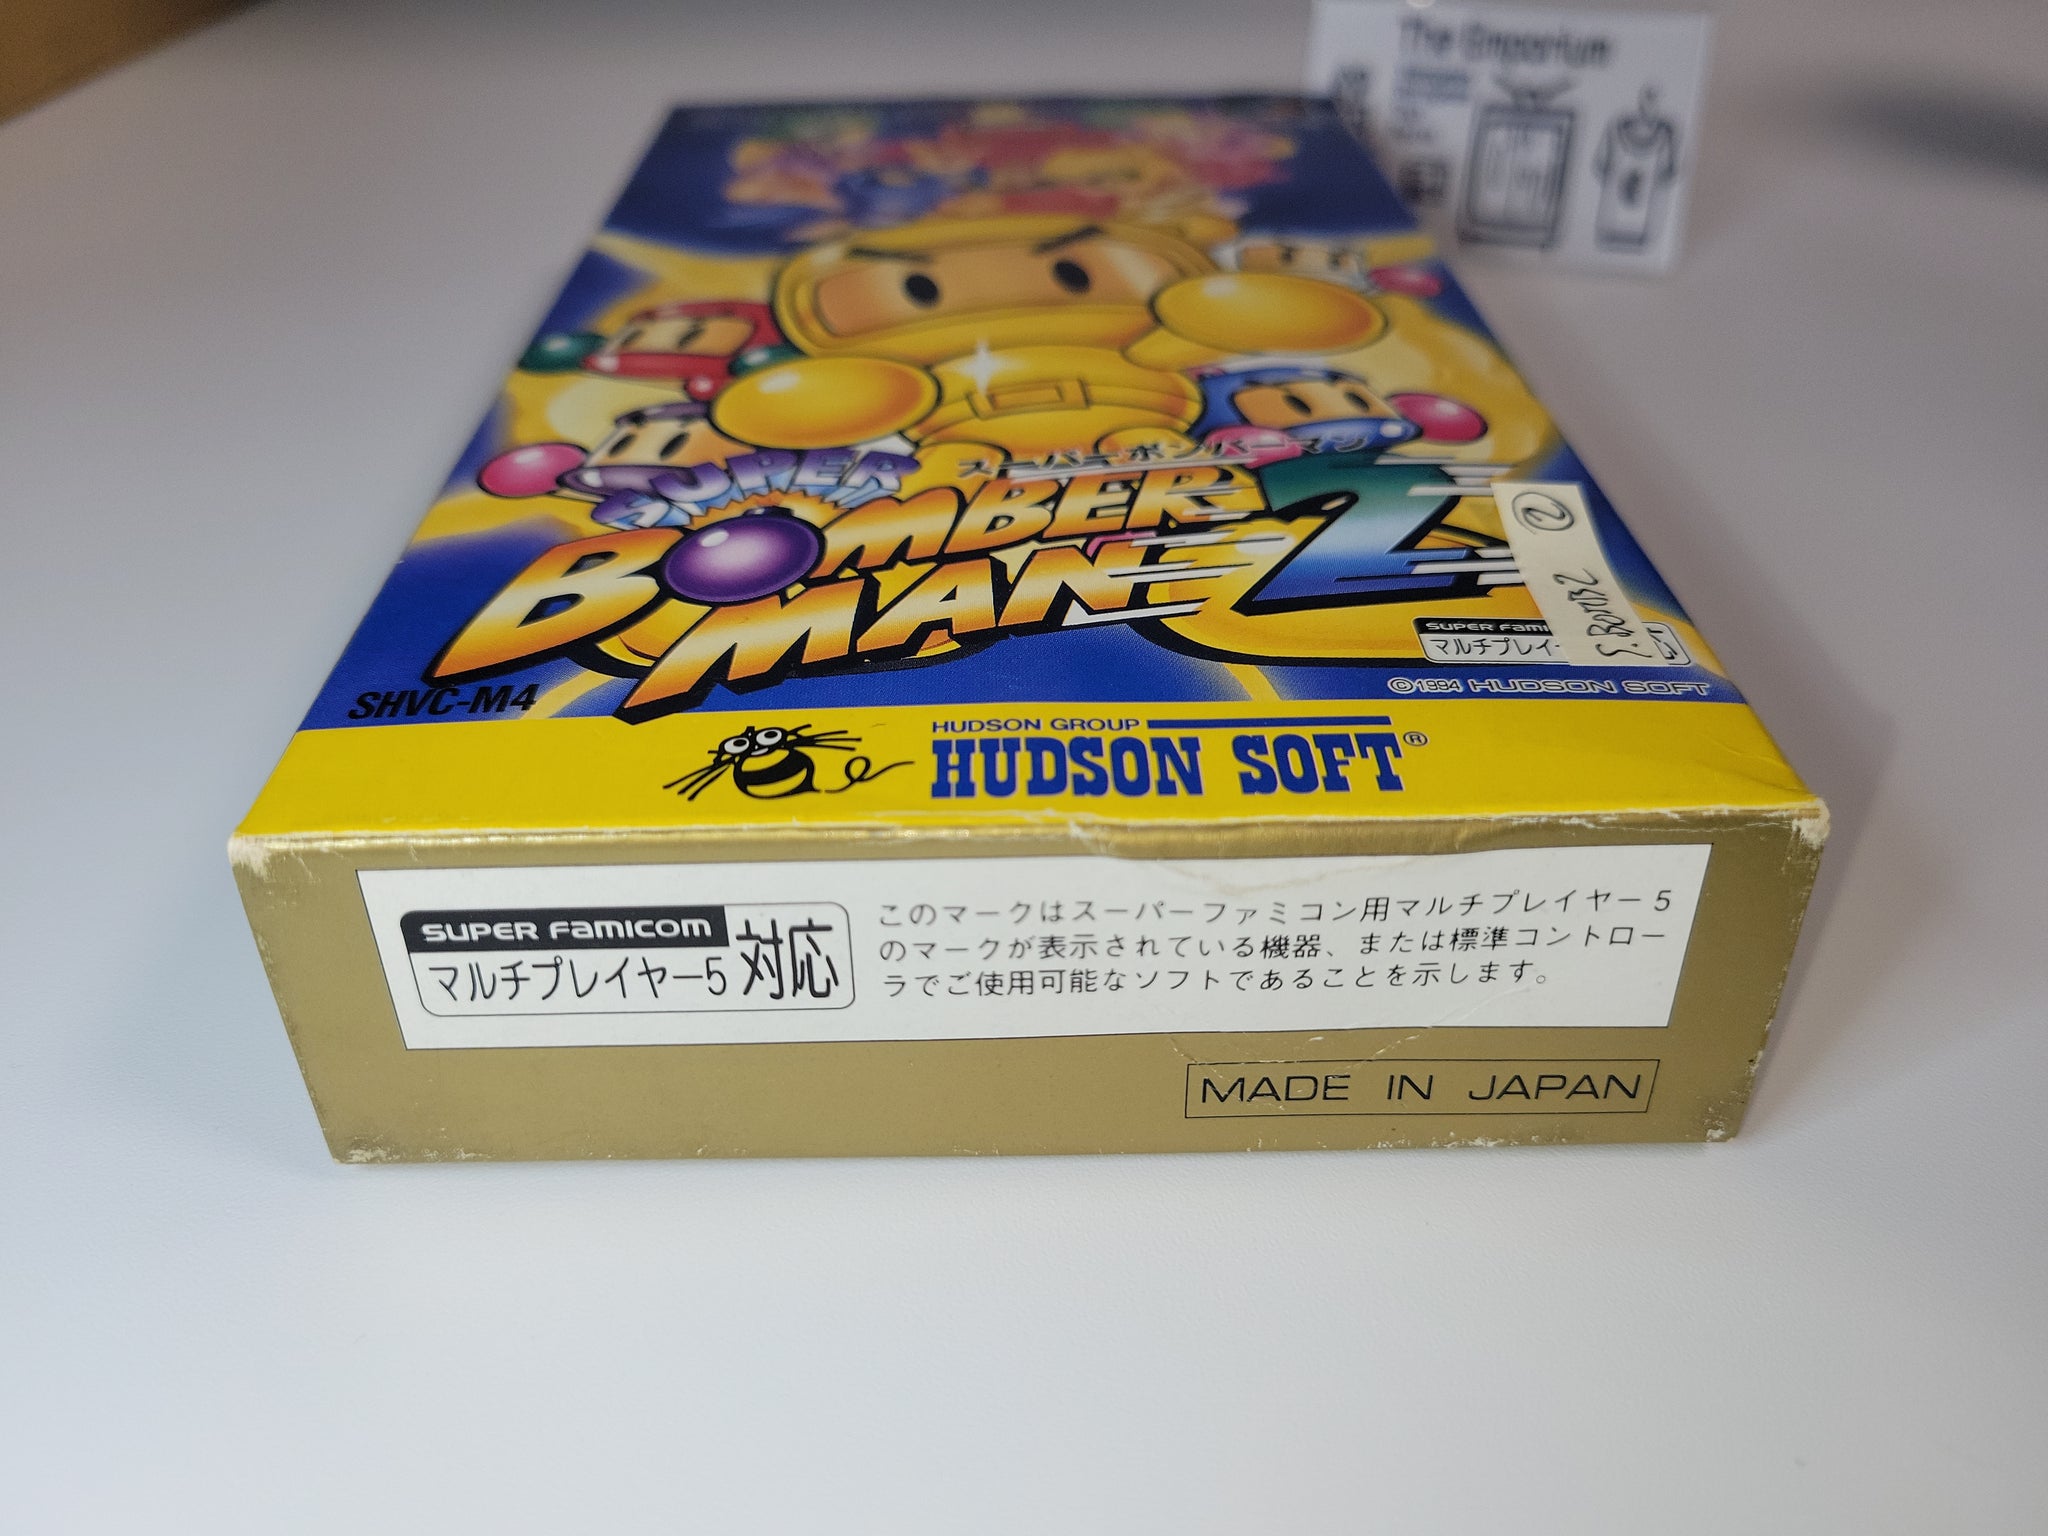 The Emporium
SUPER
スーパーボンバーマン
BOMBER
MAN 2
②
S. BOMB 2
SUPER FAMI
マルチプレイヤ
©1994 HUDSON SOFT
SHVC-M4
HUDSON GROUP
HUDSON SOFT®
SUPER FAMICOM
マルチプレイヤー5 対応
このマークはスーパーファミコン用マルチプレイヤー5
のマークが表示されている機器、または標準コントロー
ラでご使用可能なソフトであることを示します。
MADE IN JAPAN